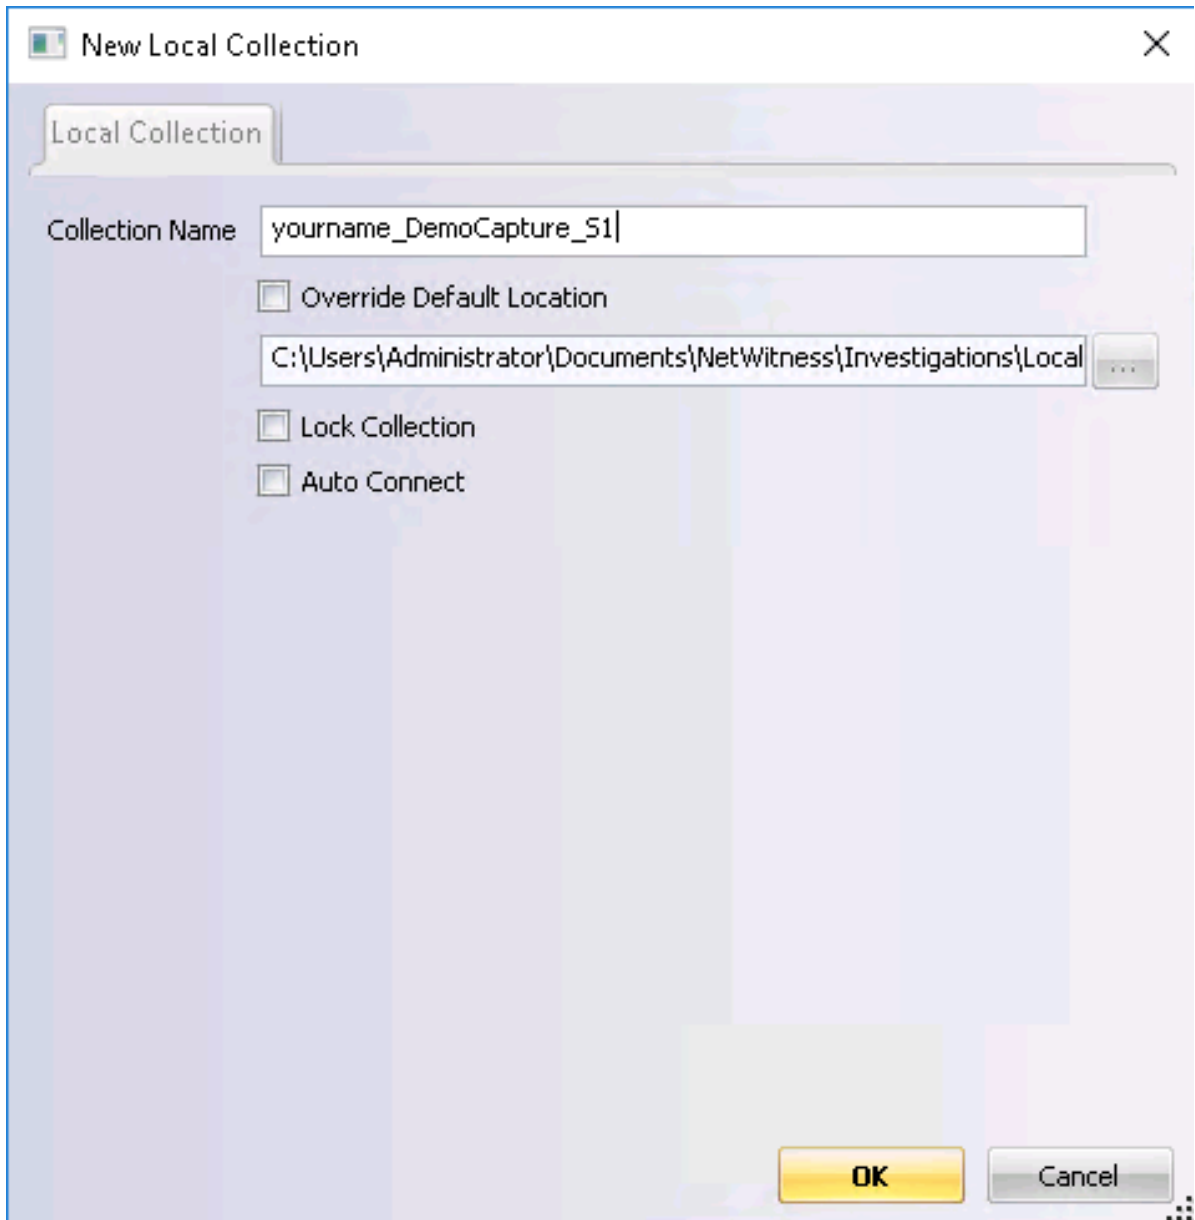 New Local Collection
Local Collection
Collection Name yourname_DemoCapture_S1
Override Default Location
C:\Users\Administrator\Documents\NetWitness\Investigations\Local ...
Lock Collection
Auto Connect
OK Cancel